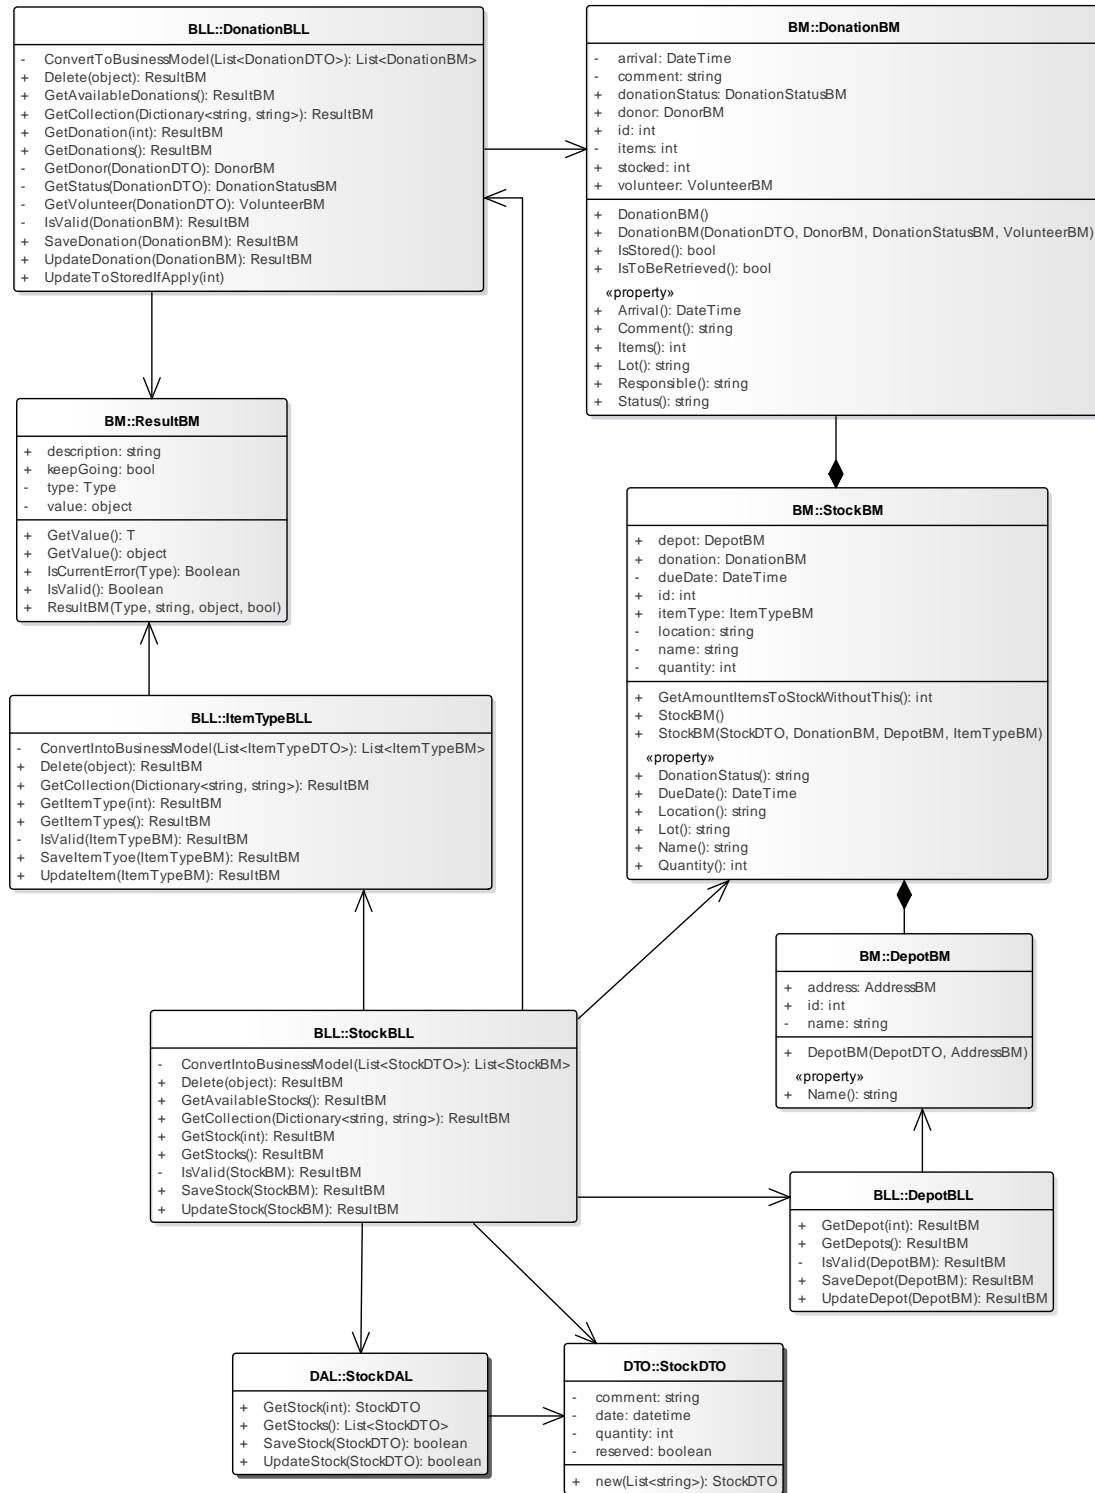 BLL::DonationBLL
- ConvertToBusinessModel(List<DonationDTO>): List<DonationBM>
+ Delete(object): ResultBM
+ GetAvailableDonations(): ResultBM
+ GetCollection(Dictionary<string, string>): ResultBM
+ GetDonation(int): ResultBM
+ GetDonations(): ResultBM
- GetDonor(DonationDTO): DonorBM
- GetStatus(DonationDTO): DonationStatusBM
- GetVolunteer(DonationDTO): VolunteerBM
- IsValid(DonationBM): ResultBM
+ SaveDonation(DonationBM): ResultBM
+ UpdateDonation(DonationBM): ResultBM
+ UpdateToStoredIfApply(int)
BM::DonationBM
- arrival: DateTime
- comment: string
+ donationStatus: DonationStatusBM
+ donor: DonorBM
+ id: int
- items: int
+ stocked: int
+ volunteer: VolunteerBM
+ DonationBM()
+ DonationBM(DonationDTO, DonorBM, DonationStatusBM, VolunteerBM)
+ IsStored(): bool
+ IsToBeRetrieved(): bool
«property»
+ Arrival(): DateTime
+ Comment(): string
+ Items(): int
+ Lot(): string
+ Responsible(): string
+ Status(): string
BM::ResultBM
+ description: string
+ keepGoing: bool
- type: Type
- value: object
+ GetValue(): T
+ GetValue(): object
+ IsCurrentError(Type): Boolean
+ IsValid(): Boolean
+ ResultBM(Type, string, object, bool)
BM::StockBM
+ depot: DepotBM
+ donation: DonationBM
- dueDate: DateTime
+ id: int
+ itemType: ItemTypeBM
- location: string
- name: string
- quantity: int
+ GetAmountItemsToStockWithoutThis(): int
+ StockBM()
+ StockBM(StockDTO, DonationBM, DepotBM, ItemTypeBM)
«property»
+ DonationStatus(): string
+ DueDate(): DateTime
+ Location(): string
+ Lot(): string
+ Name(): string
+ Quantity(): int
BLL::ItemTypeBLL
- ConvertIntoBusinessModel(List<ItemTypeDTO>): List<ItemTypeBM>
+ Delete(object): ResultBM
+ GetCollection(Dictionary<string, string>): ResultBM
+ GetItemType(int): ResultBM
+ GetItemTypes(): ResultBM
- IsValid(ItemTypeBM): ResultBM
+ SaveItemTyoe(ItemTypeBM): ResultBM
+ UpdateItem(ItemTypeBM): ResultBM
BM::DepotBM
+ address: AddressBM
+ id: int
- name: string
+ DepotBM(DepotDTO, AddressBM)
«property»
+ Name(): string
BLL::StockBLL
- ConvertIntoBusinessModel(List<StockDTO>): List<StockBM>
+ Delete(object): ResultBM
+ GetAvailableStocks(): ResultBM
+ GetCollection(Dictionary<string, string>): ResultBM
+ GetStock(int): ResultBM
+ GetStocks(): ResultBM
- IsValid(StockBM): ResultBM
+ SaveStock(StockBM): ResultBM
+ UpdateStock(StockBM): ResultBM
BLL::DepotBLL
+ GetDepot(int): ResultBM
+ GetDepots(): ResultBM
- IsValid(DepotBM): ResultBM
+ SaveDepot(DepotBM): ResultBM
+ UpdateDepot(DepotBM): ResultBM
DAL::StockDAL
+ GetStock(int): StockDTO
+ GetStocks(): List<StockDTO>
+ SaveStock(StockDTO): boolean
+ UpdateStock(StockDTO): boolean
DTO::StockDTO
- comment: string
- date: datetime
- quantity: int
- reserved: boolean
+ new(List<string>): StockDTO